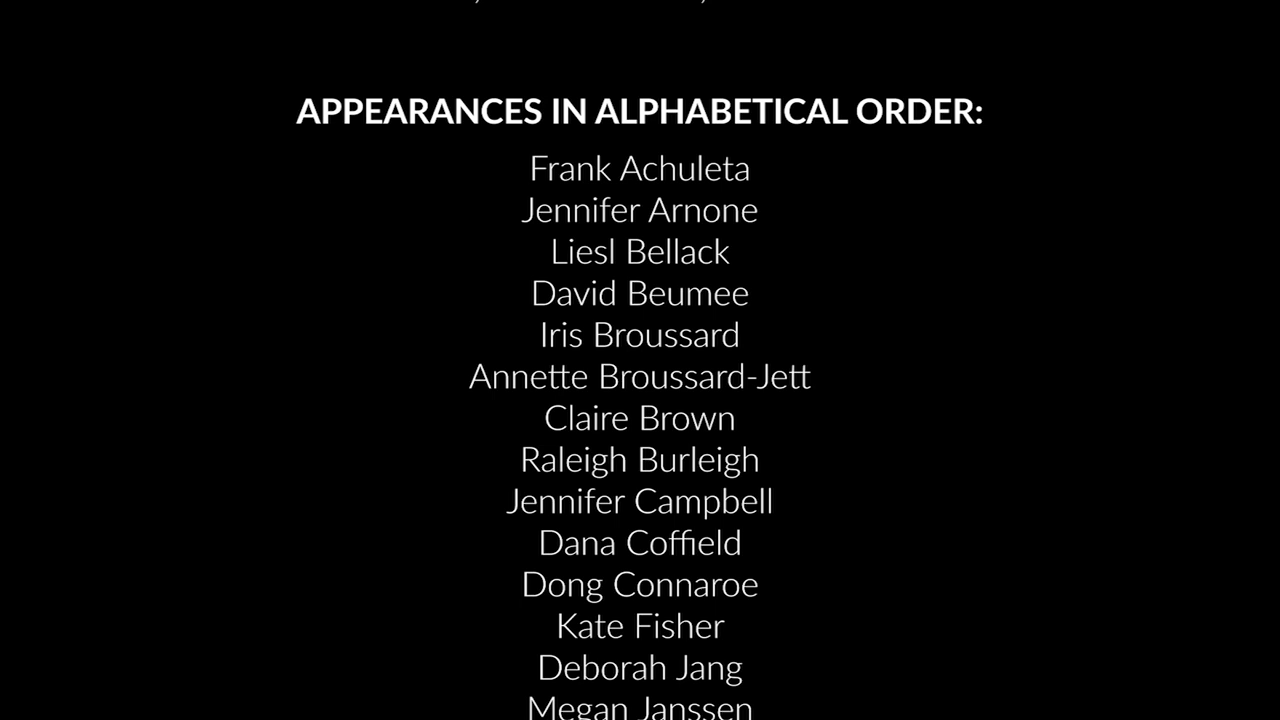 APPEARANCES IN ALPHABETICAL ORDER:
Frank Achuleta
Jennifer Arnone
Liesl Bellack
David Beumee
Iris Broussard
Annette Broussard-Jett
Claire Brown
Raleigh Burleigh
Jennifer Campbell
Dana Coffield
Dong Connaroe
Kate Fisher
Deborah Jang
Megan Janssen